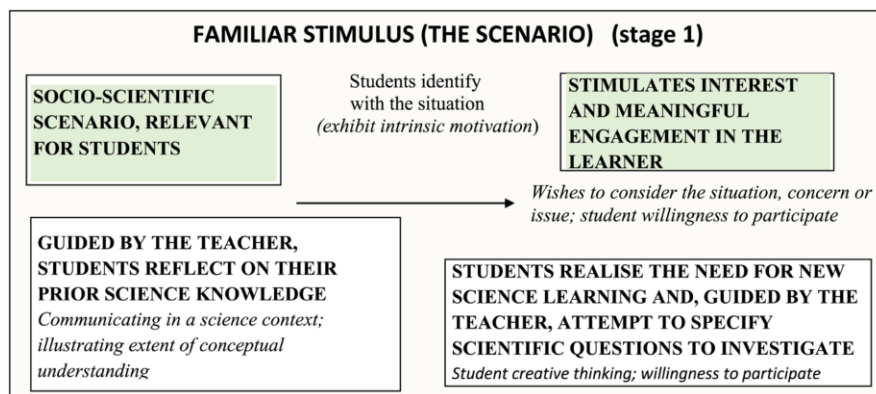 FAMILIAR STIMULUS (THE SCENARIO) (stage 1)
SOCIO-SCIENTIFIC
SCENARIO, RELEVANT
FOR STUDENTS
Students identify
with the situation
(exhibit intrinsic motivation)
STIMULATES INTEREST
AND MEANINGFUL
ENGAGEMENT IN THE
LEARNER
Wishes to consider the situation, concern or
issue; student willingness to participate
GUIDED BY THE TEACHER,
STUDENTS REFLECT ON THEIR
PRIOR SCIENCE KNOWLEDGE
Communicating in a science context;
illustrating extent of conceptual
understanding
STUDENTS REALISE THE NEED FOR NEW
SCIENCE LEARNING AND, GUIDED BY THE
TEACHER, ATTEMPT TO SPECIFY
SCIENTIFIC QUESTIONS TO INVESTIGATE
Student creative thinking; willingness to participate